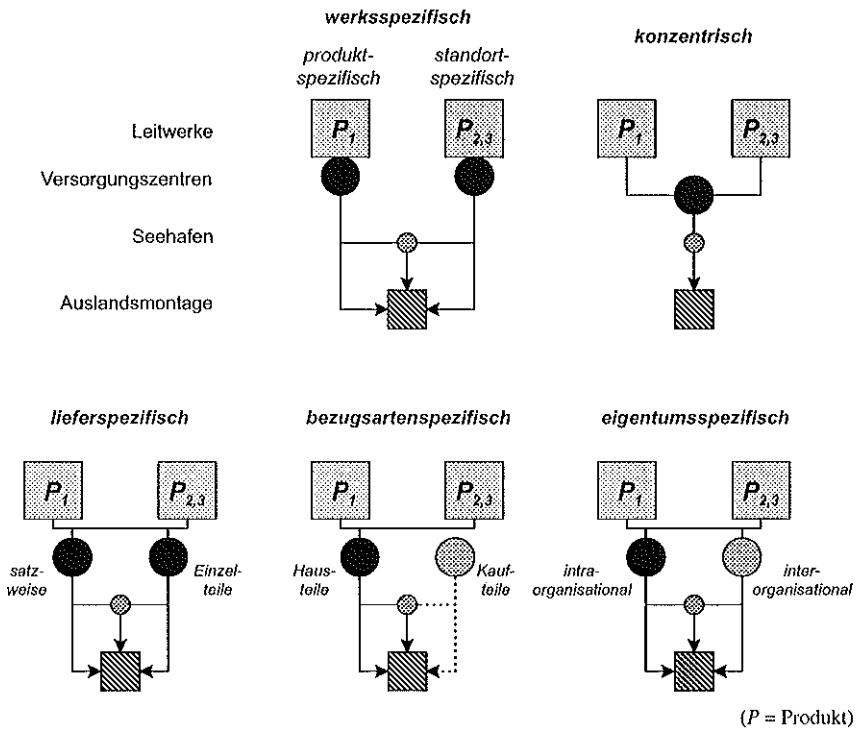 werksspezifisch
konzentrisch
produkt-
spezifisch
standort-
spezifisch
Leitwerke
P1
P2,3
P1
P2,3
Versorgungszentren
Seehafen
Auslandsmontage
lieferspezifisch
bezugsartenspezifisch
eigentumsspezifisch
P1
P2,3
P1
P2,3
P1
P2,3
satz-
weise
Einzel-
teile
Haus-
teile
Kauf-
teile
intra-
organisational
inter-
organisational
(P = Produkt)